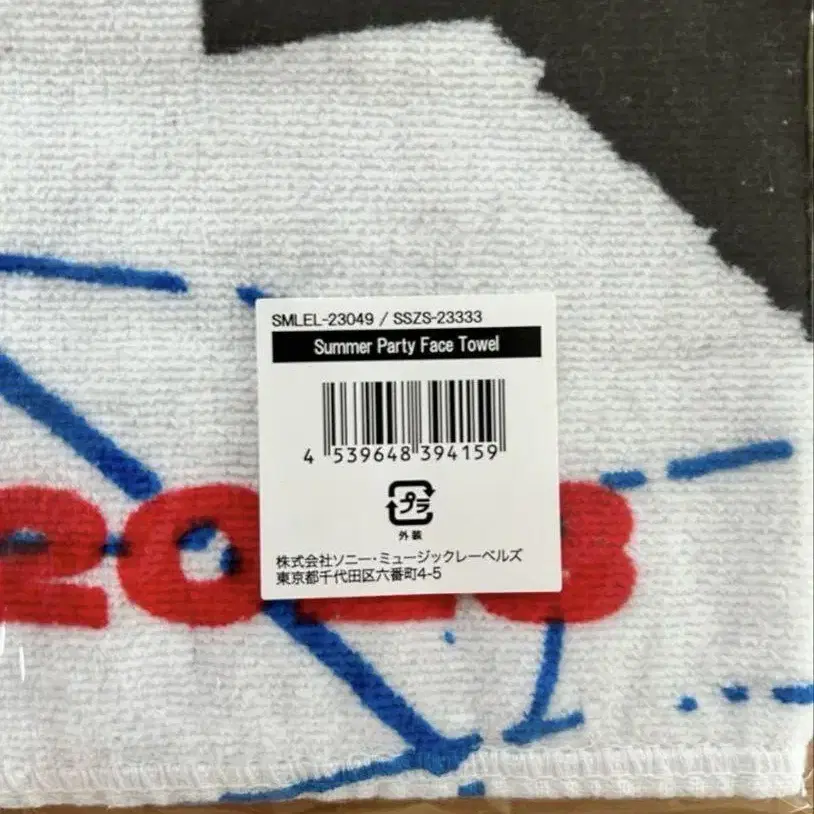 SMLEL-23049 / SSZS-23333
Summer Party Face Towel
4 539648 394159
プラ
外装
株式会社ソニー・ミュージックレーベルズ
東京都千代田区六番町4-5
2023